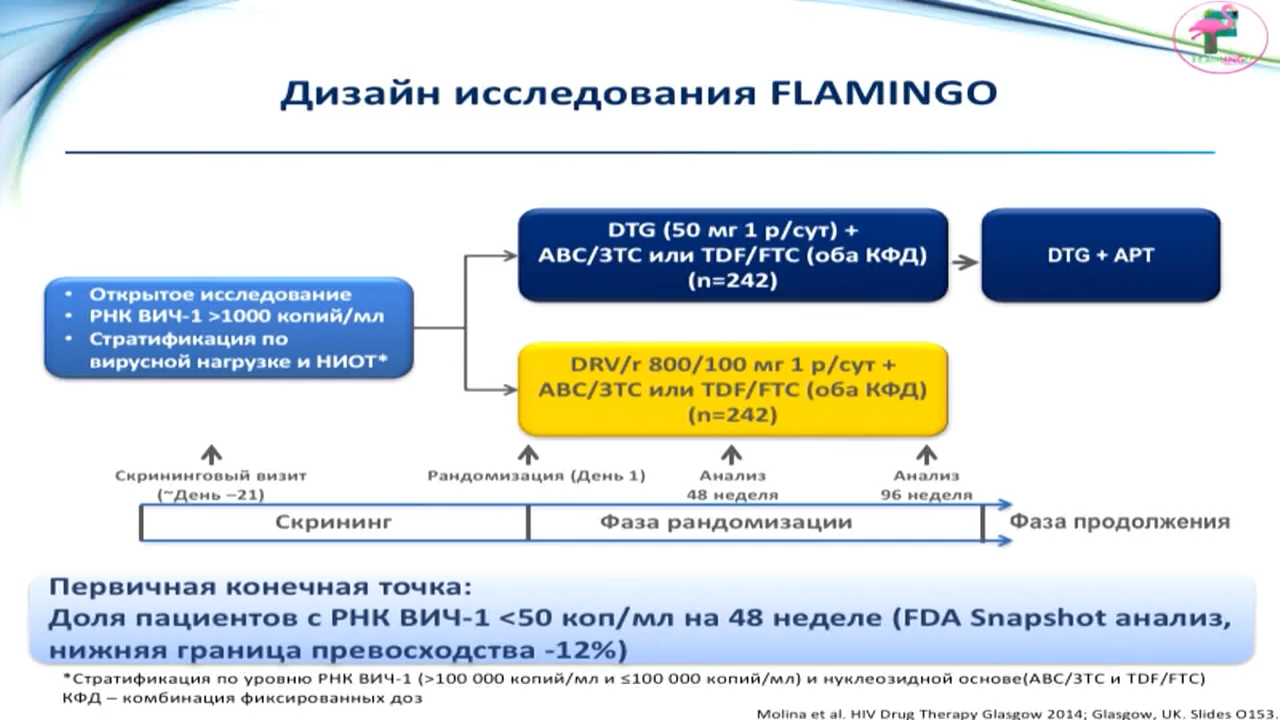 Дизайн исследования FLAMINGO
• Открытое исследование
• РНК ВИЧ-1 >1000 копий/мл
• Стратификация по
вирусной нагрузке и НИОТ*
DTG (50 мг 1 р/сут) +
ABC/3TC или TDF/FTC (оба КФД)
(n=242)
DTG + АРТ
DRV/r 800/100 мг 1 р/сут +
ABC/3TC или TDF/FTC (оба КФД)
(n=242)
Скрининговый визит
(~День –21)
Рандомизация (День 1)
Анализ
48 неделя
Анализ
96 неделя
Скрининг
Фаза рандомизации
Фаза продолжения
Первичная конечная точка:
Доля пациентов с РНК ВИЧ-1 <50 коп/мл на 48 неделе (FDA Snapshot анализ,
нижняя граница превосходства -12%)
*Стратификация по уровню РНК ВИЧ-1 (>100 000 копий/мл и ≤100 000 копий/мл) и нуклеозидной основе(ABC/3TC и TDF/FTC)
КФД – комбинация фиксированных доз
Molina et al. HIV Drug Therapy Glasgow 2014; Glasgow, UK. Slides O153.